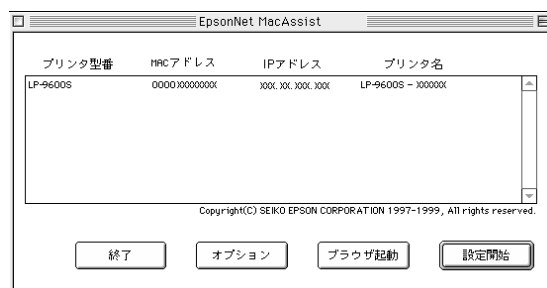 EpsonNet MacAssist
プリンタ型番 MACアドレス IPアドレス プリンタ名
LP-9600S 0000XXXXXXXX XXX.XX.XXX.XXX LP-9600S - XXXXXX
Copyright(C) SEIKO EPSON CORPORATION 1997-1999, All rights reserved.
終了 オプション ブラウザ起動 設定開始